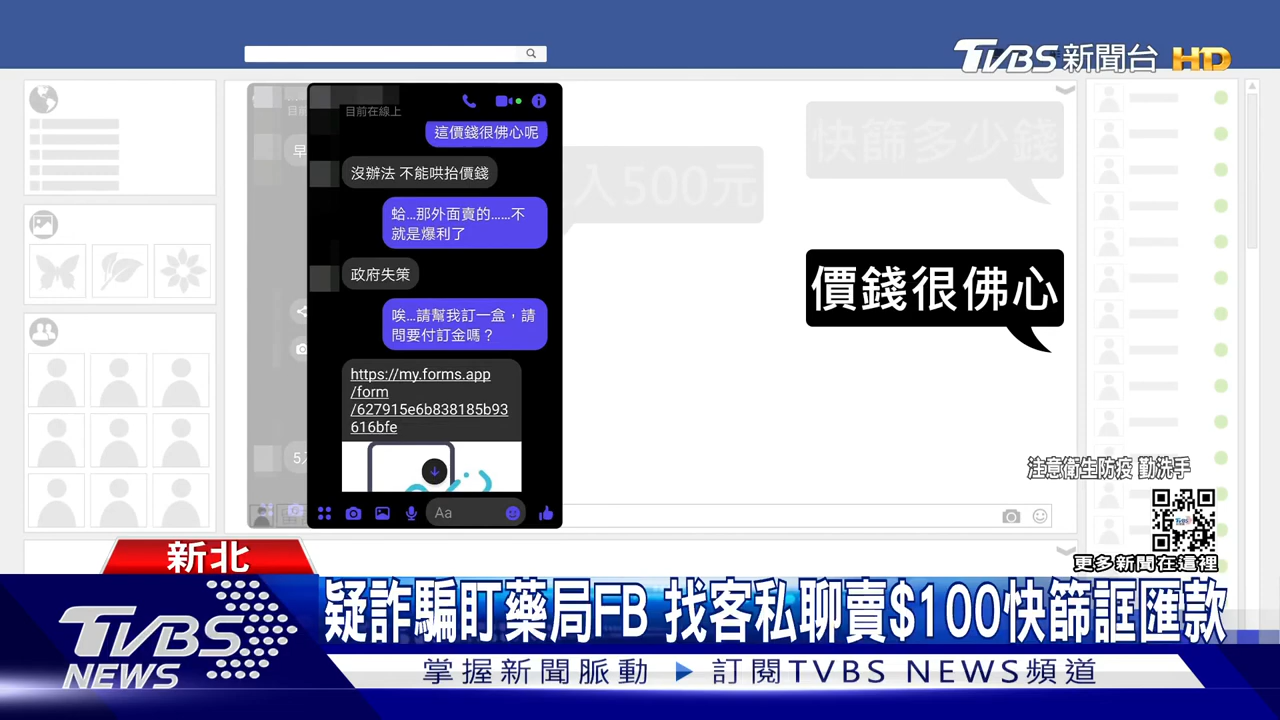 TVBS新聞台 HD
目前在線上
這價錢很佛心呢
沒辦法 不能哄抬價錢
蛤...那外面賣的......不
就是爆利了
政府失策
唉...請幫我訂一盒，請
問要付訂金嗎？
https://my.forms.app
/form
/627915e6b838185b93
616bfe
Aa
早
5入
入500元
快篩多少錢
價錢很佛心
注意衛生防疫 勤洗手
TVBS
更多新聞在這裡
新北
疑詐騙盯藥局FB 找客私聊賣$100快篩誆匯款
TVBS
NEWS
掌握新聞脈動 ▶ 訂閱TVBS NEWS頻道